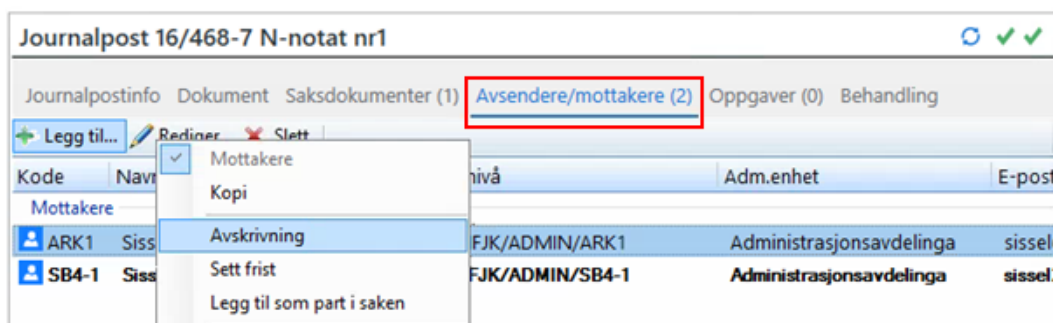 Journalpost 16/468-7 N-notat nr1
Journalpostinfo Dokument Saksdokumenter (1) Avsendere/mottakere (2) Oppgaver (0) Behandling
Legg til... Rediger Slett
Mottakere
Kode Adm.enhet E-post
Kopi
Mottakere
Avskrivning
ARK1 FJK/ADMIN/ARK1 Administrasjonsavdelinga
Sett frist
SB4-1 FJK/ADMIN/SB4-1 Administrasjonsavdelinga
Legg til som part i saken